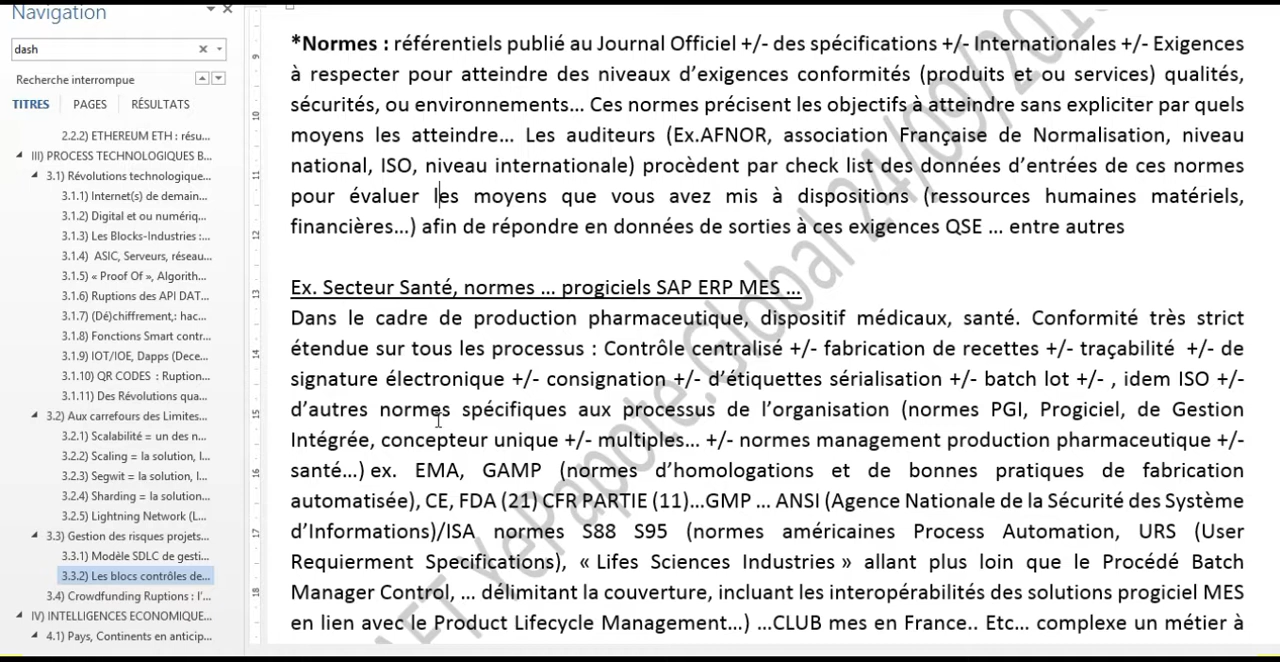 Navigation
dash
Recherche interrompue
TITRES PAGES RÉSULTATS
2.2.2) ETHEREUM ETH : résu...
III) PROCESS TECHNOLOGIQUES B...
3.1) Révolutions technologique...
3.1.1) Internet(s) de demain...
3.1.2) Digital et ou numériq...
3.1.3) Les Blocks-Industries :...
3.1.4) ASIC, Serveurs, réseau...
3.1.5) « Proof Of », Algorith...
3.1.6) Ruptions des API DAT...
3.1.7) (Dé)chiffrement,: hac...
3.1.8) Fonctions Smart contr...
3.1.9) IOT/IOE, Dapps (Dece...
3.1.10) QR CODES : Ruption...
3.1.11) Des Révolutions qua...
3.2) Aux carrefours des Limites...
3.2.1) Scalabilité = un des n...
3.2.2) Scaling = la solution, l...
3.2.3) Segwit = la solution, l...
3.2.4) Sharding = la solution...
3.2.5) Lightning Network (L...
3.3) Gestion des risques projets...
3.3.1) Modèle SDLC de gesti...
3.3.2) Les blocs contrôles de...
3.4) Crowdfunding Ruptions : l'...
IV) INTELLIGENCES ECONOMIQUE...
4.1) Pays, Continents en anticip...
9
10
11
12
13
14
15
16
17
18
*Normes : référentiels publié au Journal Officiel +/- des spécifications +/- Internationales +/- Exigences
à respecter pour atteindre des niveaux d'exigences conformités (produits et ou services) qualités,
sécurités, ou environnements... Ces normes précisent les objectifs à atteindre sans expliciter par quels
moyens les atteindre... Les auditeurs (Ex.AFNOR, association Française de Normalisation, niveau
national, ISO, niveau internationale) procèdent par check list des données d'entrées de ces normes
pour évaluer les moyens que vous avez mis à dispositions (ressources humaines matériels,
financières...) afin de répondre en données de sorties à ces exigences QSE ... entre autres
Ex. Secteur Santé, normes ... progiciels SAP ERP MES ...
Dans le cadre de production pharmaceutique, dispositif médicaux, santé. Conformité très strict
étendue sur tous les processus : Contrôle centralisé +/- fabrication de recettes +/- traçabilité +/- de
signature électronique +/- consignation +/- d'étiquettes sérialisation +/- batch lot +/- , idem ISO +/-
d'autres normes spécifiques aux processus de l'organisation (normes PGI, Progiciel, de Gestion
Intégrée, concepteur unique +/- multiples... +/- normes management production pharmaceutique +/-
santé...) ex. EMA, GAMP (normes d'homologations et de bonnes pratiques de fabrication
automatisée), CE, FDA (21) CFR PARTIE (11)...GMP ... ANSI (Agence Nationale de la Sécurité des Système
d'Informations)/ISA normes S88 S95 (normes américaines Process Automation, URS (User
Requierment Specifications), « Lifes Sciences Industries » allant plus loin que le Procédé Batch
Manager Control, ... délimitant la couverture, incluant les interopérabilités des solutions progiciel MES
en lien avec le Product Lifecycle Management...) ...CLUB mes en France.. Etc... complexe un métier à
YePapote.Global 24/09/201